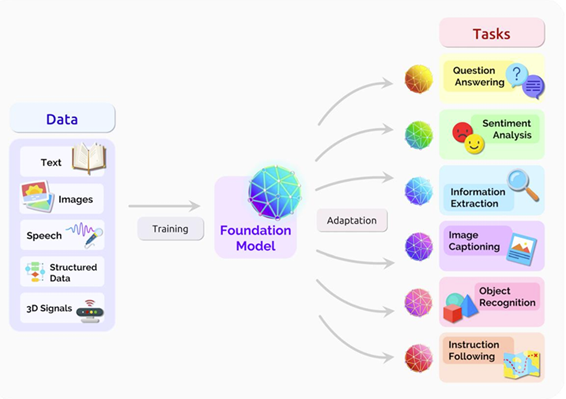 Data
Text
Images
Speech
Structured
Data
3D Signals
Training
Foundation
Model
Adaptation
Tasks
Question
Answering
?
Sentiment
Analysis
Information
Extraction
Image
Captioning
Object
Recognition
Instruction
Following